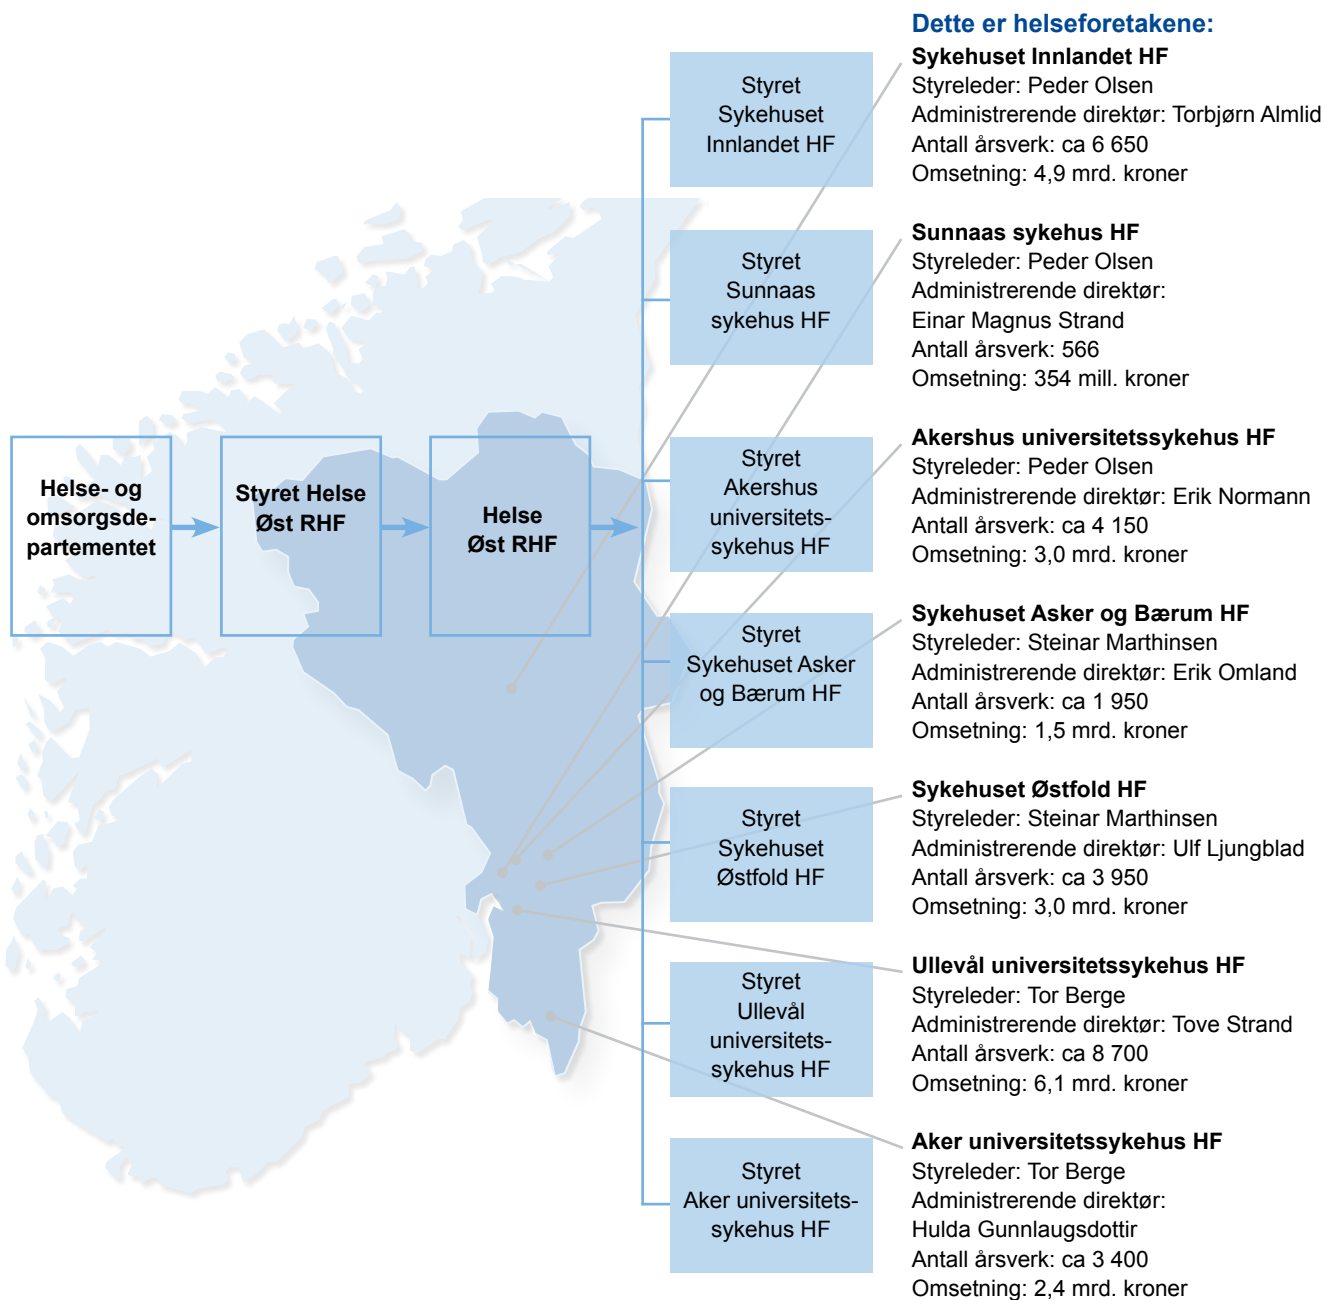 Helse- og
omsorgsde-
partementet
Styret Helse
Øst RHF
Helse
Øst RHF
Styret
Sykehuset
Innlandet HF
Styret
Sunnaas
sykehus HF
Styret
Akershus
universitets-
sykehus HF
Styret
Sykehuset Asker
og Bærum HF
Styret
Sykehuset
Østfold HF
Styret
Ullevål
universitets-
sykehus HF
Styret
Aker universitets-
sykehus HF
Dette er helseforetakene:
Sykehuset Innlandet HF
Styreleder: Peder Olsen
Administrerende direktør: Torbjørn Almlid
Antall årsverk: ca 6 650
Omsetning: 4,9 mrd. kroner
Sunnaas sykehus HF
Styreleder: Peder Olsen
Administrerende direktør:
Einar Magnus Strand
Antall årsverk: 566
Omsetning: 354 mill. kroner
Akershus universitetssykehus HF
Styreleder: Peder Olsen
Administrerende direktør: Erik Normann
Antall årsverk: ca 4 150
Omsetning: 3,0 mrd. kroner
Sykehuset Asker og Bærum HF
Styreleder: Steinar Marthinsen
Administrerende direktør: Erik Omland
Antall årsverk: ca 1 950
Omsetning: 1,5 mrd. kroner
Sykehuset Østfold HF
Styreleder: Steinar Marthinsen
Administrerende direktør: Ulf Ljungblad
Antall årsverk: ca 3 950
Omsetning: 3,0 mrd. kroner
Ullevål universitetssykehus HF
Styreleder: Tor Berge
Administrerende direktør: Tove Strand
Antall årsverk: ca 8 700
Omsetning: 6,1 mrd. kroner
Aker universitetssykehus HF
Styreleder: Tor Berge
Administrerende direktør:
Hulda Gunnlaugsdottir
Antall årsverk: ca 3 400
Omsetning: 2,4 mrd. kroner